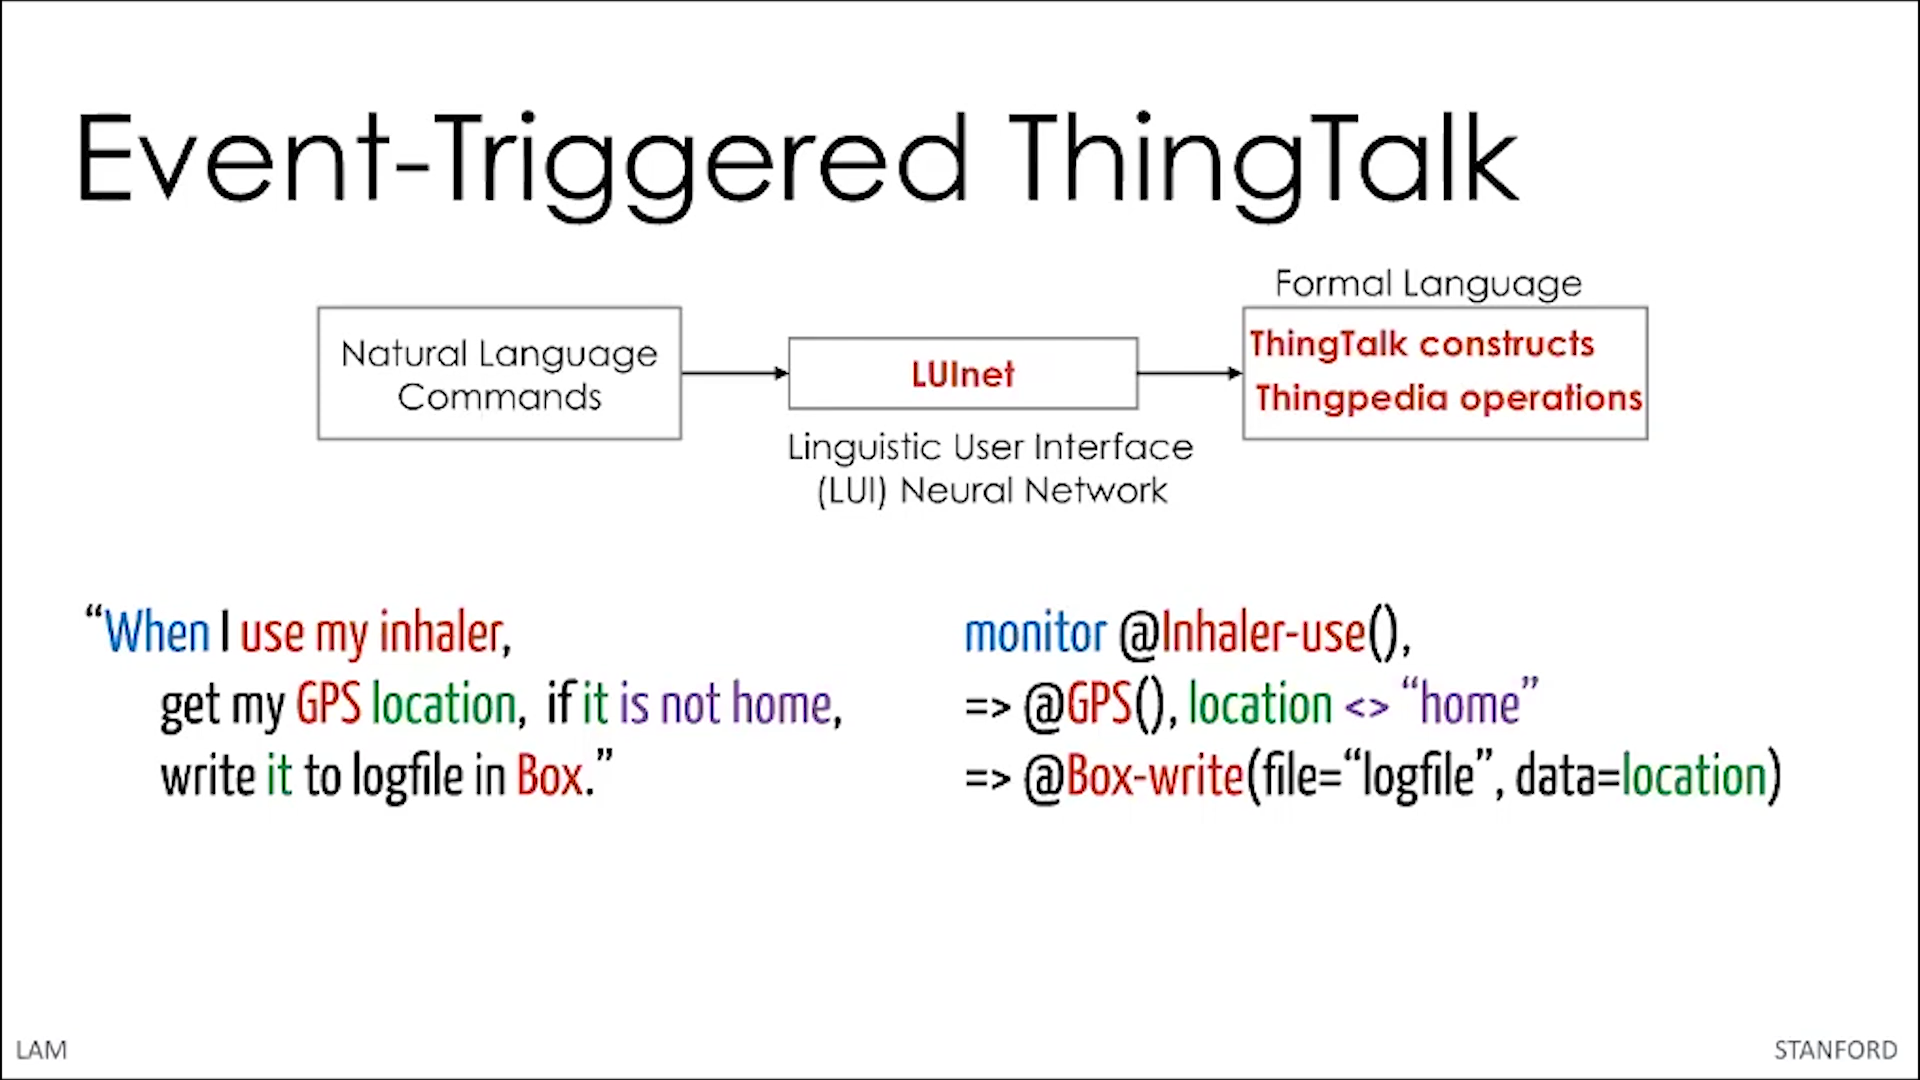 Event-Triggered ThingTalk
Formal Language
Natural Language
Commands
LUInet
ThingTalk constructs
Thingpedia operations
Linguistic User Interface
(LUI) Neural Network
“When I use my inhaler,
get my GPS location, if it is not home,
write it to logfile in Box.”
monitor @Inhaler-use(),
=> @GPS(), location <> “home”
=> @Box-write(file=“logfile”, data=location)
LAM
STANFORD